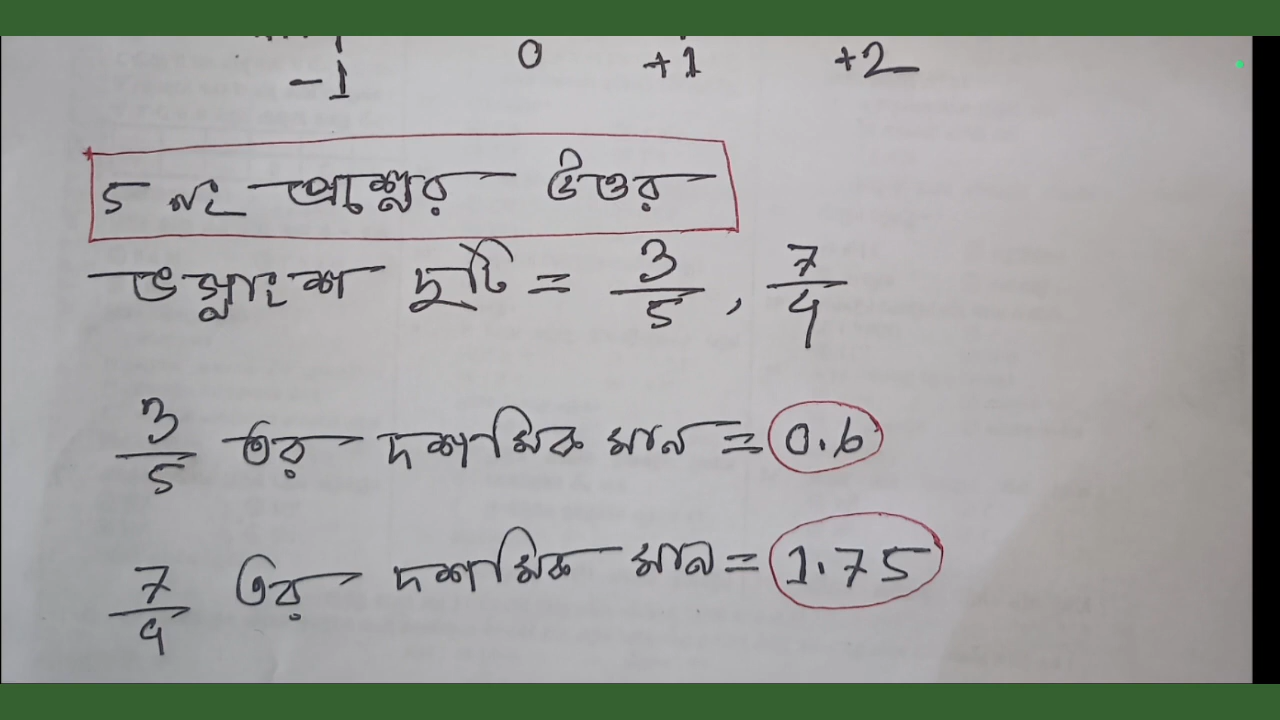 -1 0 +1 +2
5 নং প্রশ্নের উত্তর
ভগ্নাংশ দুটি = 3/5 , 7/4
3/5 এর দশমিক মান = 0.6
7/4 এর দশমিক মান = 1.75